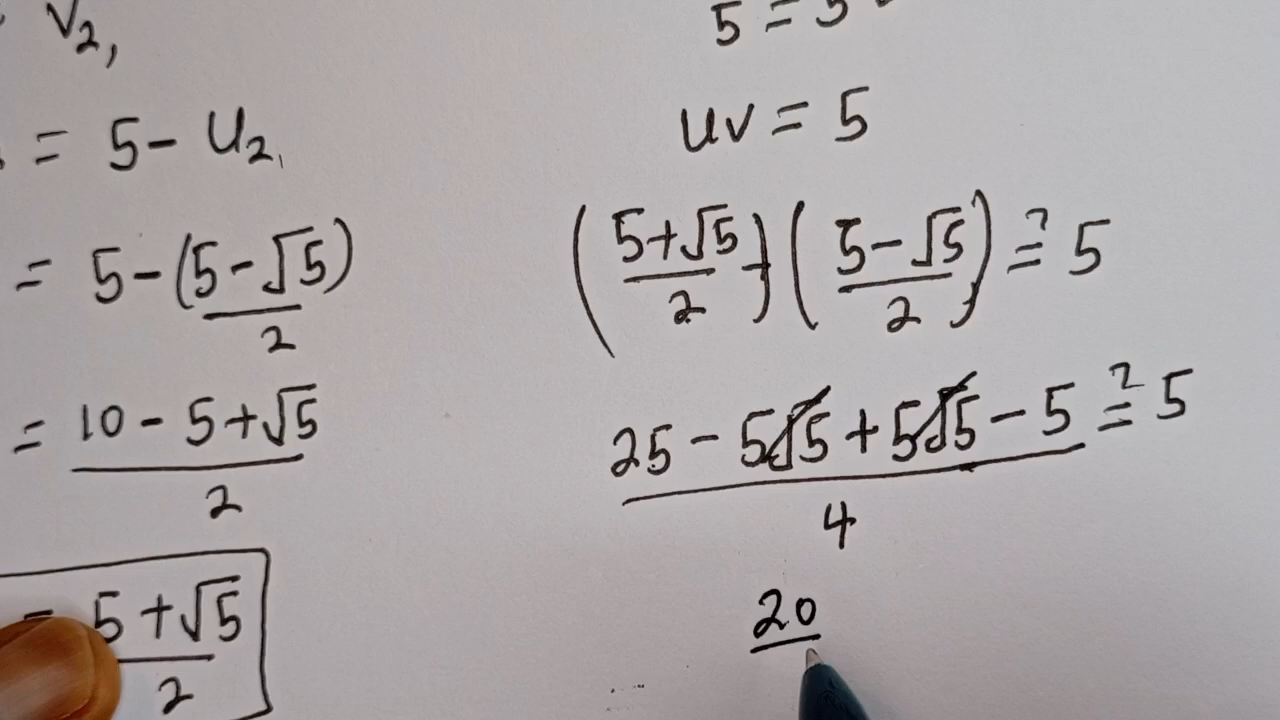 V₂,
= 5 - U₂,
= 5 - (5 - √5)/2
= (10 - 5 + √5)/2
= (5 + √5)/2
5 = 5
uv = 5
((5 + √5)/2)((5 - √5)/2) ≟ 5
(25 - 5√5 + 5√5 - 5)/4 ≟ 5
20